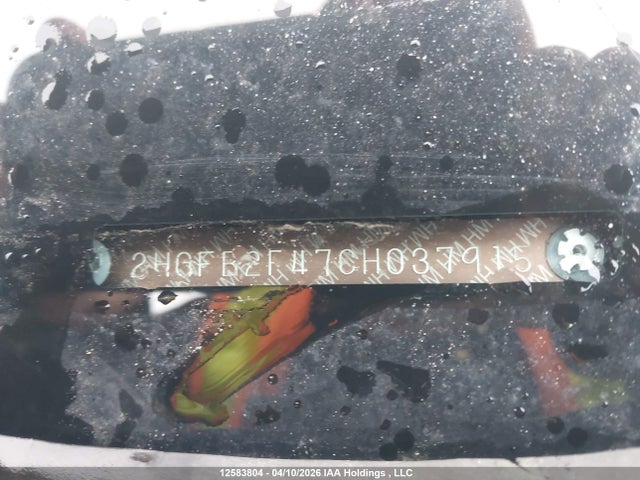 2HGFB2F47CH037915
12583804 - 04/10/2026 IAA Holdings , LLC